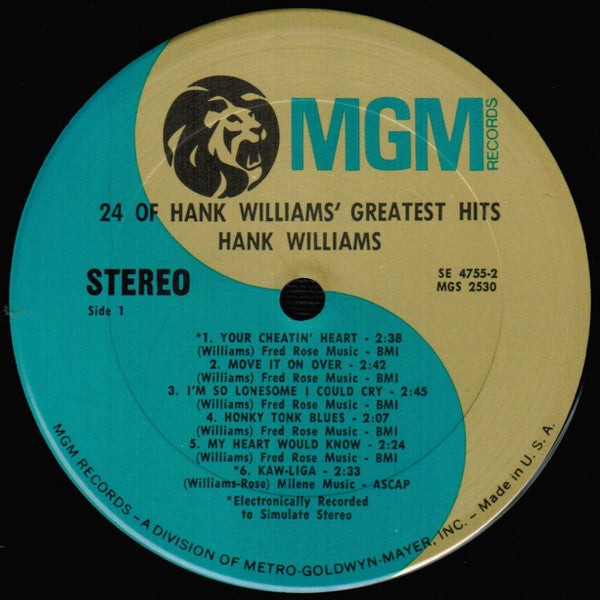 MGM
RECORDS
24 OF HANK WILLIAMS' GREATEST HITS
HANK WILLIAMS
STEREO
Side 1
SE 4755-2
MGS 2530
*1. YOUR CHEATIN' HEART - 2:38
(Williams) Fred Rose Music - BMI
2. MOVE IT ON OVER - 2:42
(Williams) Fred Rose Music - BMI
3. I'M SO LONESOME I COULD CRY - 2:45
(Williams) Fred Rose Music - BMI
4. HONKY TONK BLUES - 2:07
(Williams) Fred Rose Music - BMI
5. MY HEART WOULD KNOW - 2:24
(Williams) Fred Rose Music - BMI
*6. KAW-LIGA - 2:33
(Williams-Rose) Milene Music - ASCAP
*Electronically Recorded
to Simulate Stereo
MGM RECORDS – A DIVISION OF METRO-GOLDWYN-MAYER, INC. – Made in U. S. A.